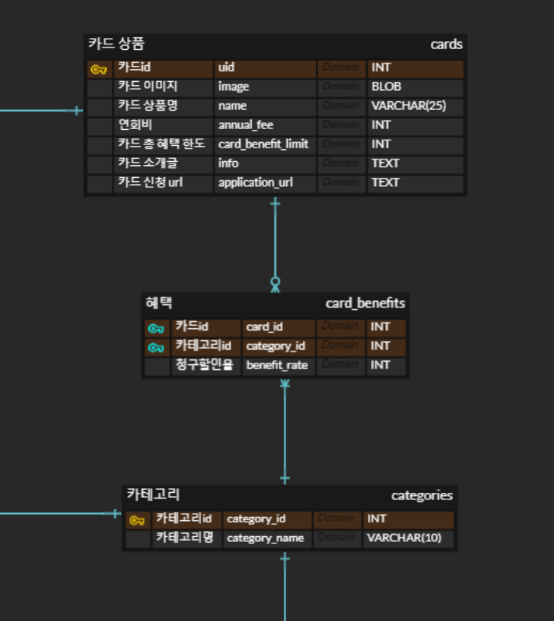 카드 상품 cards
카드id uid Domain INT
카드 이미지 image Domain BLOB
카드 상품명 name Domain VARCHAR(25)
연회비 annual_fee Domain INT
카드 총 혜택 한도 card_benefit_limit Domain INT
카드 소개글 info Domain TEXT
카드 신청 url application_url Domain TEXT
혜택 card_benefits
카드id card_id Domain INT
카테고리id category_id Domain INT
청구할인율 benefit_rate Domain INT
카테고리 categories
카테고리id category_id Domain INT
카테고리명 category_name Domain VARCHAR(10)